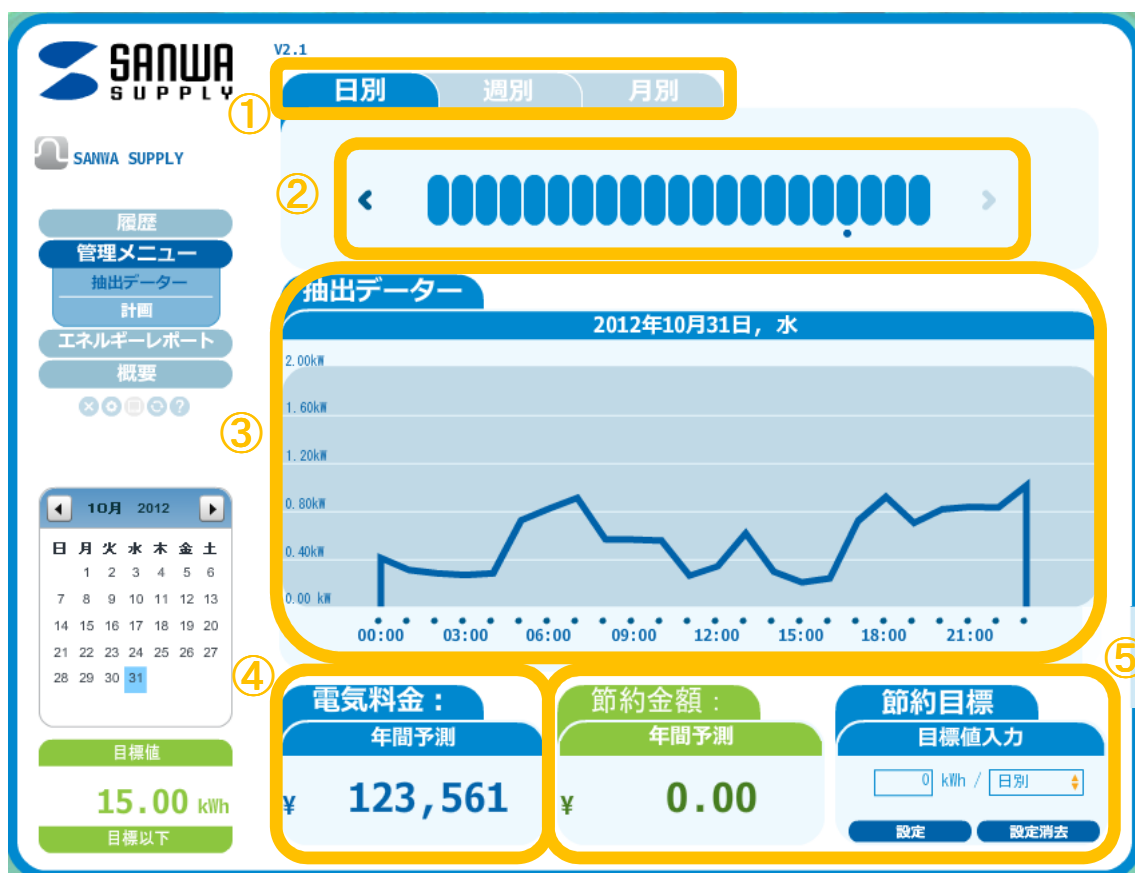 SANWA
SUPPLY
V2.1
日別 週別 月別
①
SANWA SUPPLY
②
履歴
管理メニュー
抽出データー
計画
エネルギーレポート
概要
抽出データー
2012年10月31日, 水
2.00kW
1.60kW
1.20kW
0.80kW
0.40kW
0.00 kW
00:00 03:00 06:00 09:00 12:00 15:00 18:00 21:00
③
10月 2012
日 月 火 水 木 金 土
1 2 3 4 5 6
7 8 9 10 11 12 13
14 15 16 17 18 19 20
21 22 23 24 25 26 27
28 29 30 31
目標値
15.00 kWh
目標以下
④
電気料金：
年間予測
¥ 123,561
節約金額：
年間予測
¥ 0.00
⑤
節約目標
目標値入力
0 kWh / 日別
設定 設定消去